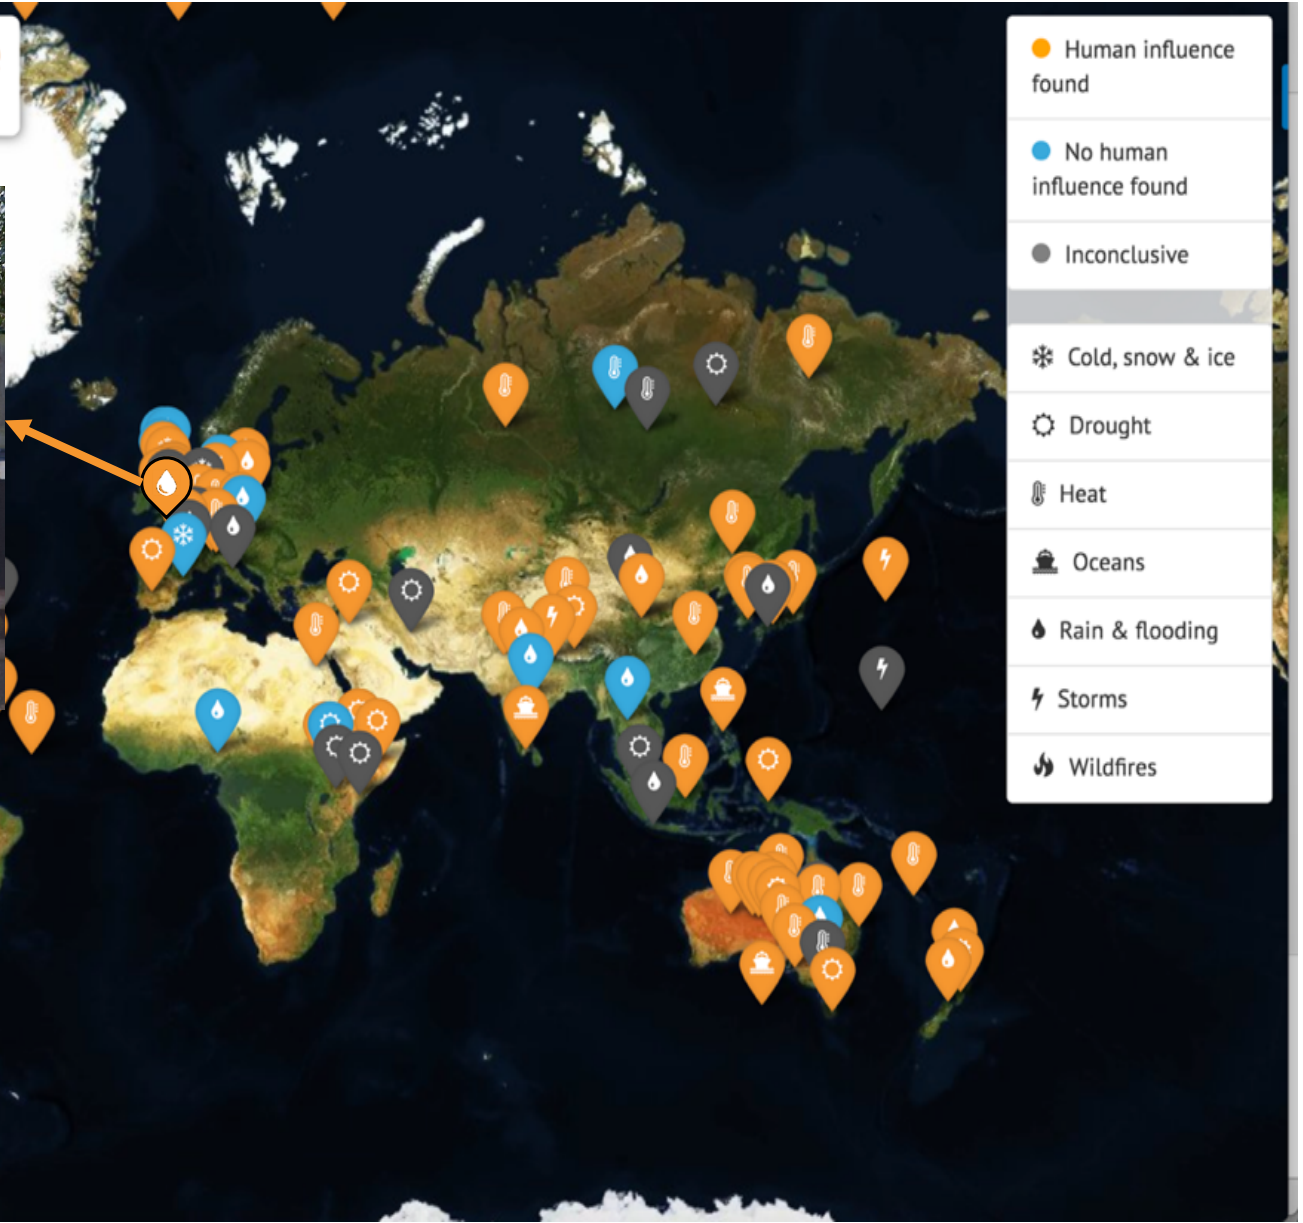 Human influence
found
No human
influence found
Inconclusive
Cold, snow & ice
Drought
Heat
Oceans
Rain & flooding
Storms
Wildfires